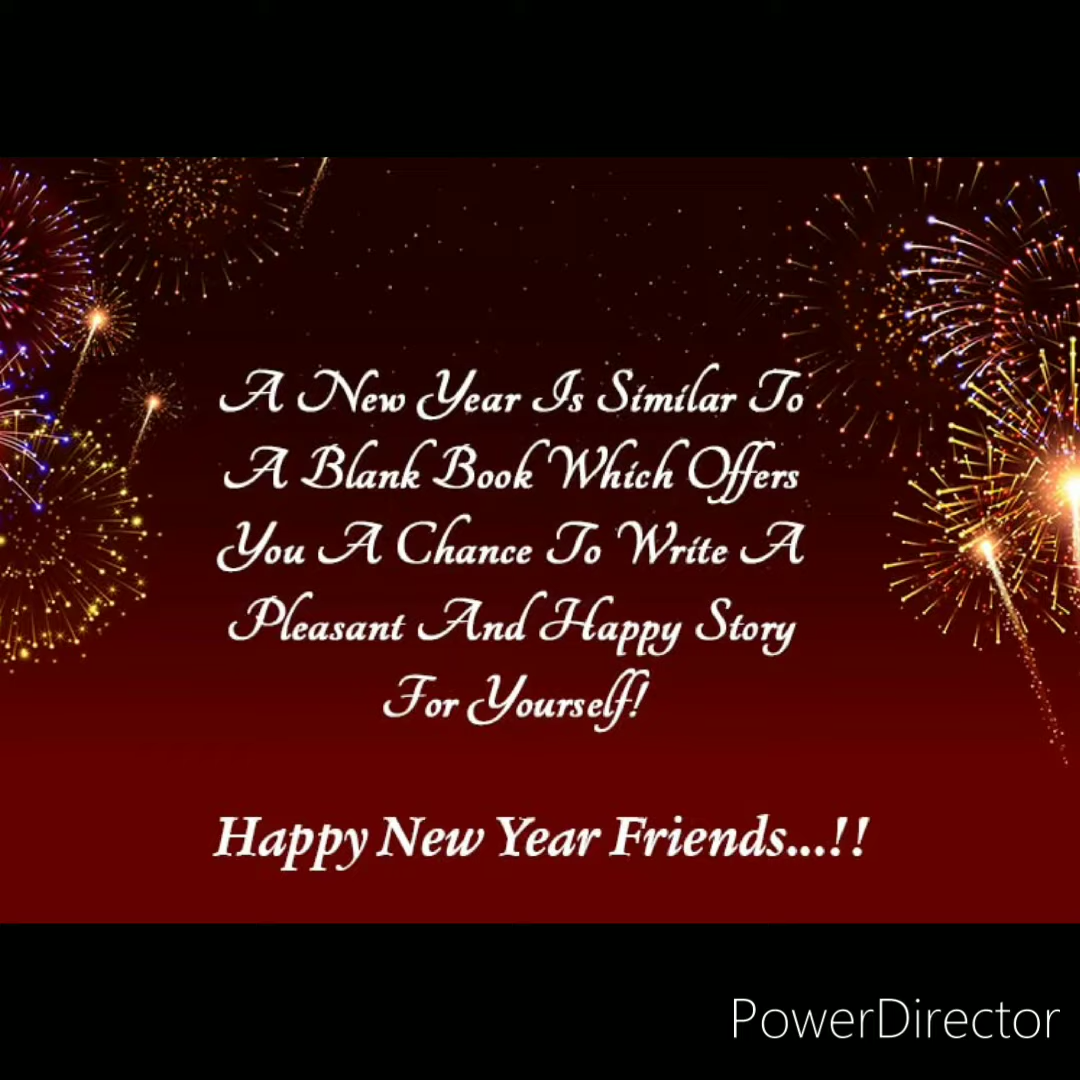 A New Year Is Similar To
A Blank Book Which Offers
You A Chance To Write A
Pleasant And Happy Story
For Yourself!
Happy New Year Friends...!!
PowerDirector